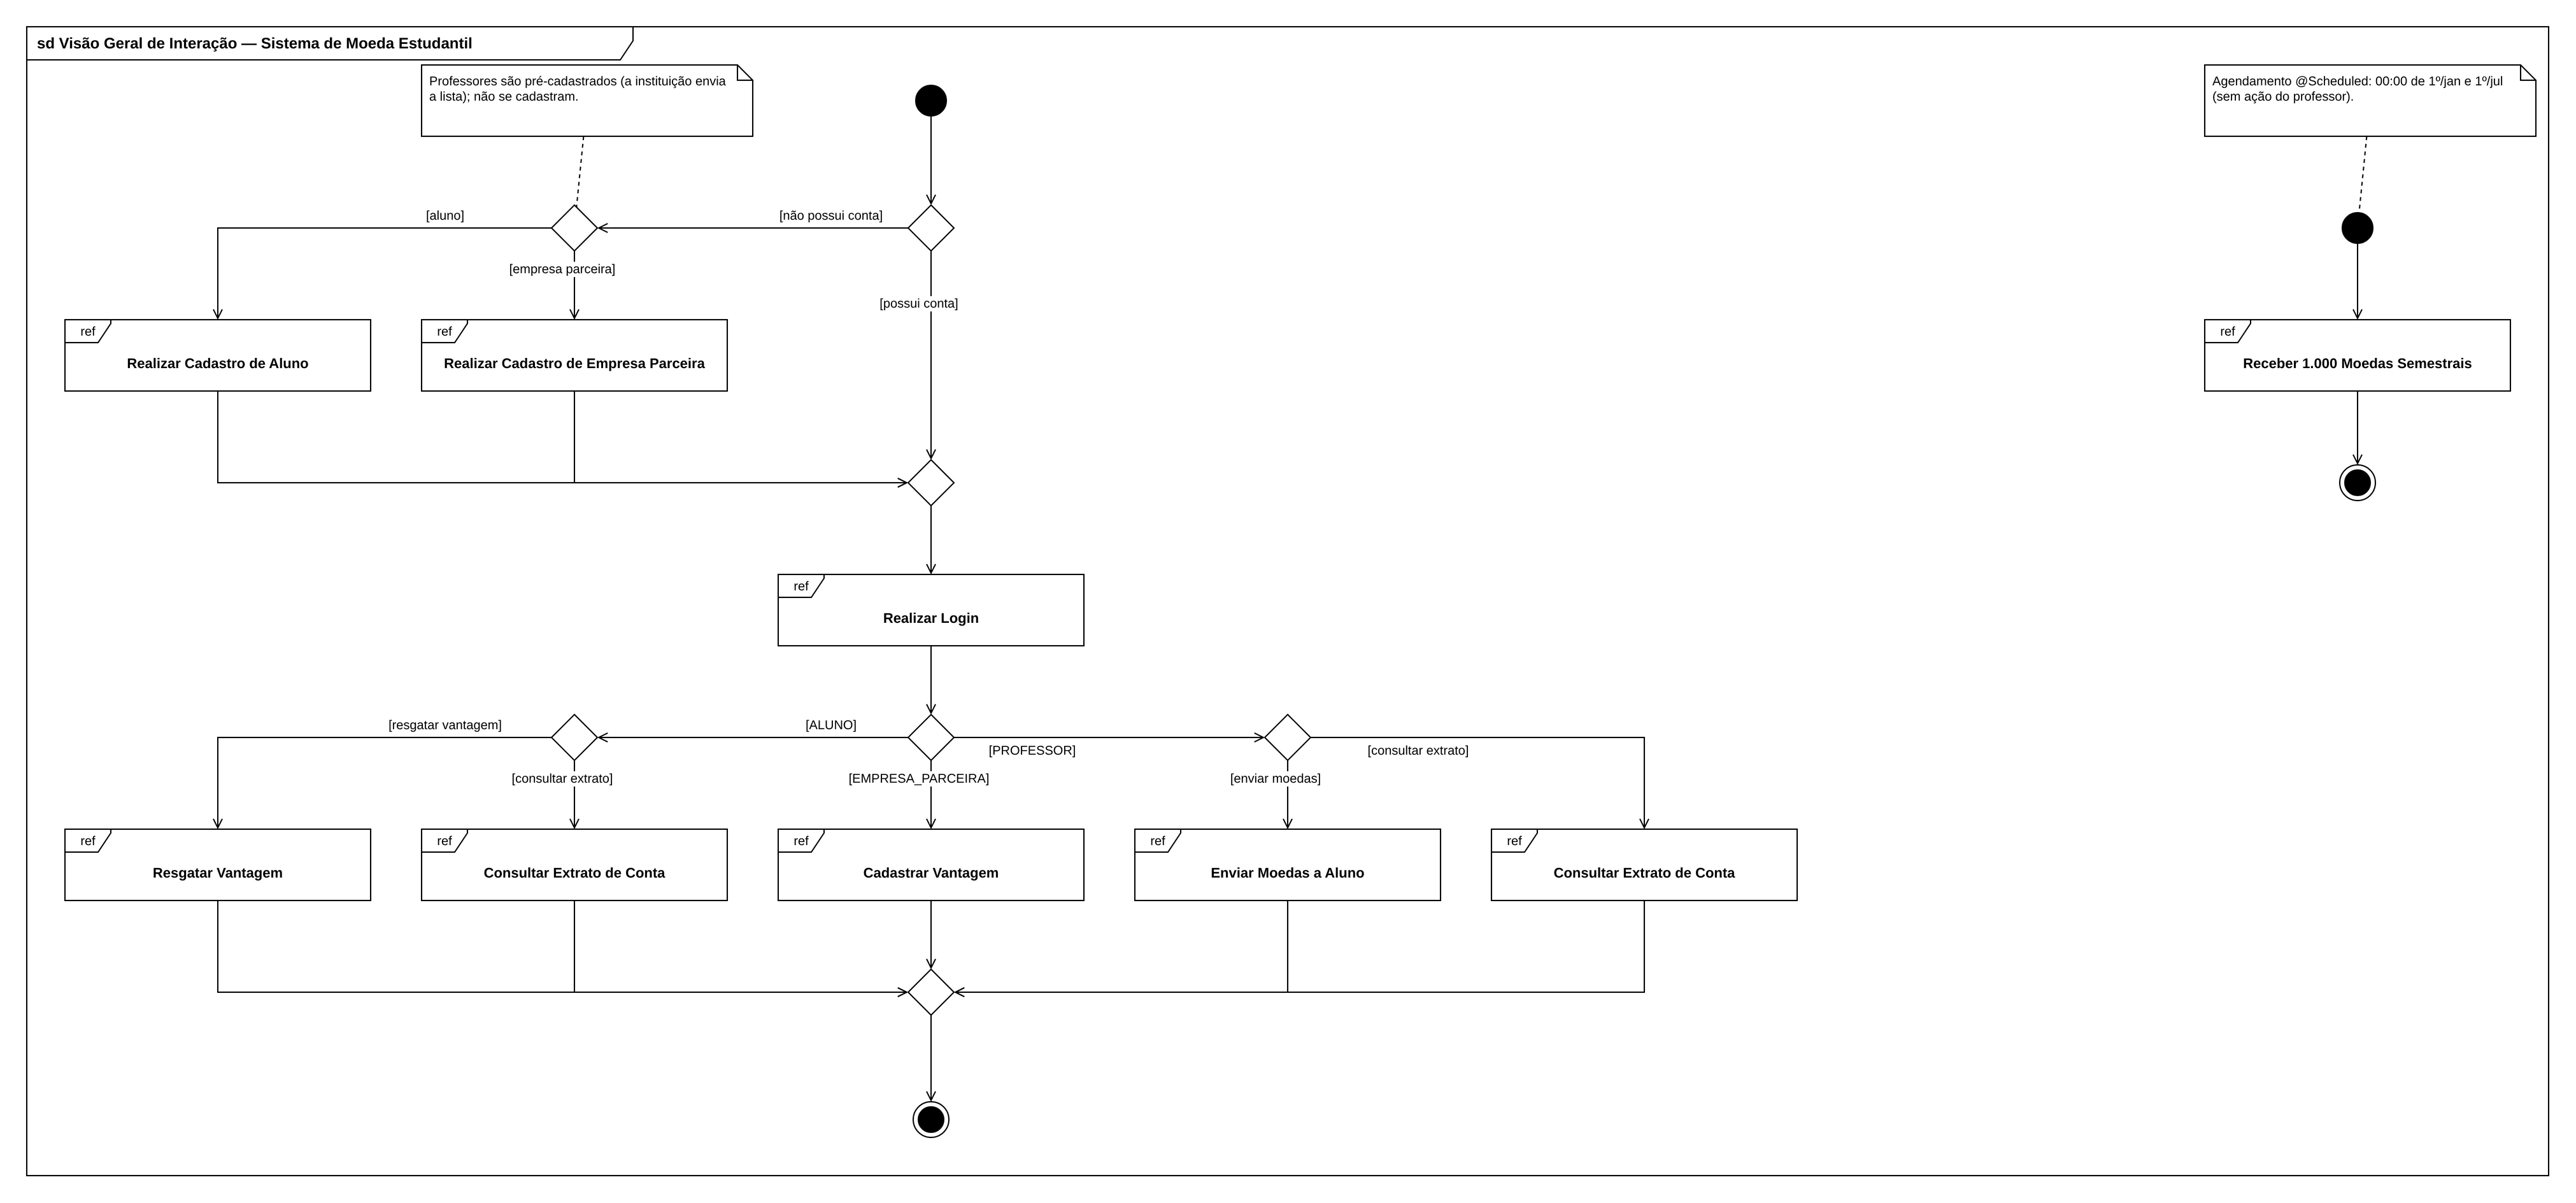 sd Visão Geral de Interação — Sistema de Moeda Estudantil
Professores são pré-cadastrados (a instituição envia
a lista); não se cadastram.
Agendamento @Scheduled: 00:00 de 1º/jan e 1º/jul
(sem ação do professor).
[aluno]
[não possui conta]
[empresa parceira]
[possui conta]
ref
Realizar Cadastro de Aluno
ref
Realizar Cadastro de Empresa Parceira
ref
Receber 1.000 Moedas Semestrais
ref
Realizar Login
[resgatar vantagem]
[ALUNO]
[PROFESSOR]
[consultar extrato]
[consultar extrato]
[EMPRESA_PARCEIRA]
[enviar moedas]
ref
Resgatar Vantagem
ref
Consultar Extrato de Conta
ref
Cadastrar Vantagem
ref
Enviar Moedas a Aluno
ref
Consultar Extrato de Conta